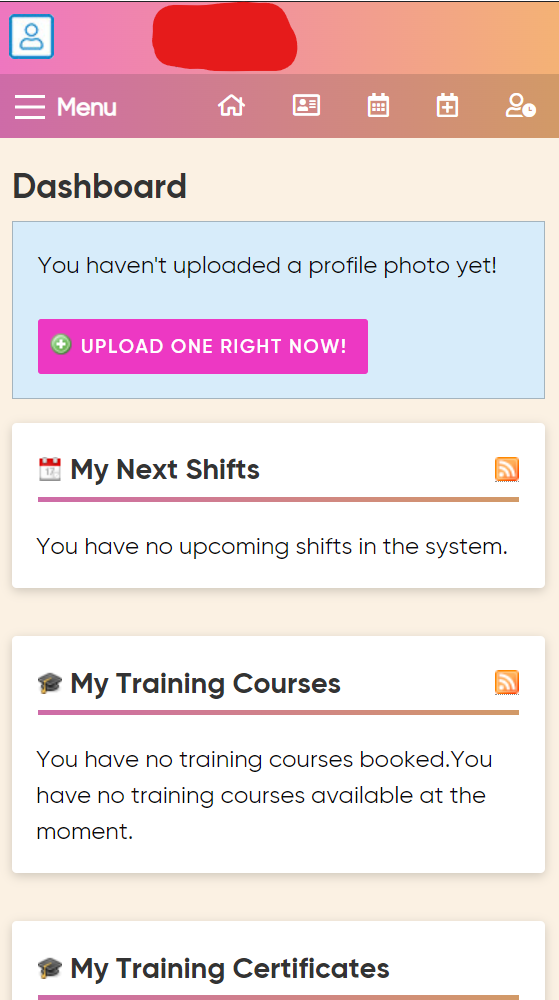 Menu
Dashboard
You haven't uploaded a profile photo yet!
UPLOAD ONE RIGHT NOW!
My Next Shifts
You have no upcoming shifts in the system.
My Training Courses
You have no training courses booked.You
have no training courses available at the
moment.
My Training Certificates